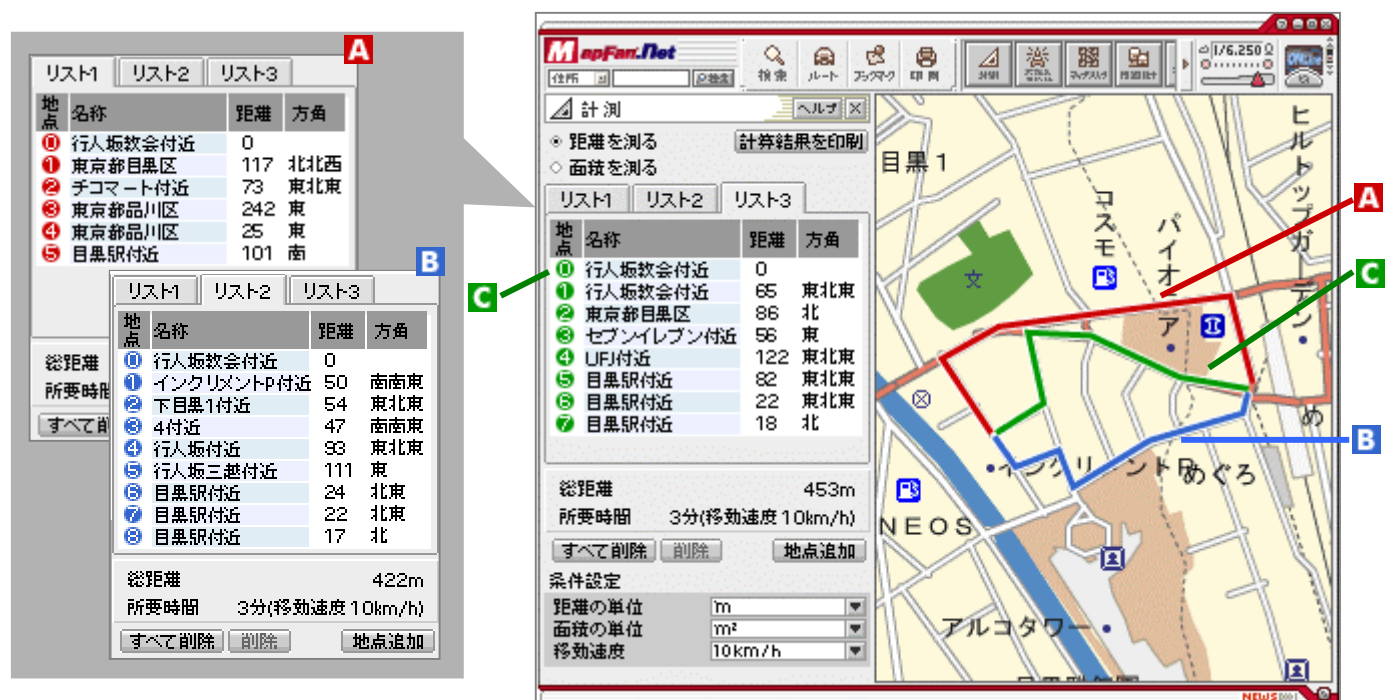 A
リスト1 リスト2 リスト3
地点 名称 距離 方角
0 行人坂教会付近 0
1 東京都目黒区 117 北北西
2 チコマート付近 73 東北東
3 東京都品川区 242 東
4 東京都品川区 25 東
5 目黒駅付近 101 南
総距離
所要時
すべて
B
リスト1 リスト2 リスト3
地点 名称 距離 方角
0 行人坂教会付近 0
1 インクリメントP付近 50 南南東
2 下目黒1付近 54 東北東
3 4付近 47 南南東
4 行人坂付近 93 東北東
5 行人坂三越付近 111 東
6 目黒駅付近 24 北東
7 目黒駅付近 22 北東
8 目黒駅付近 17 北
総距離 422m
所要時間 3分(移動速度10km/h)
すべて削除 削除 地点追加
MapFan.Net
住所 検索
検索 ルート ブックマーク 印刷 計測
1/6,250
計測 ヘルプ
距離を測る 計算結果を印刷
面積を測る
リスト1 リスト2 リスト3
地点 名称 距離 方角
0 行人坂教会付近 0
1 行人坂教会付近 65 東北東
2 東京都目黒区 86 北
3 セブンイレブン付近 56 東
4 UFJ付近 122 東北東
5 目黒駅付近 82 東北東
6 目黒駅付近 22 東北東
7 目黒駅付近 18 北
C
総距離 453m
所要時間 3分(移動速度10km/h)
すべて削除 削除 地点追加
条件設定
距離の単位 m
面積の単位 m²
移動速度 10km/h
目黒1
コスモ
パイオニア
ヒルトップガーデン
文
め
インクリメントP
めぐろ
NEOS
アルコタワー
A
C
B
NEWS